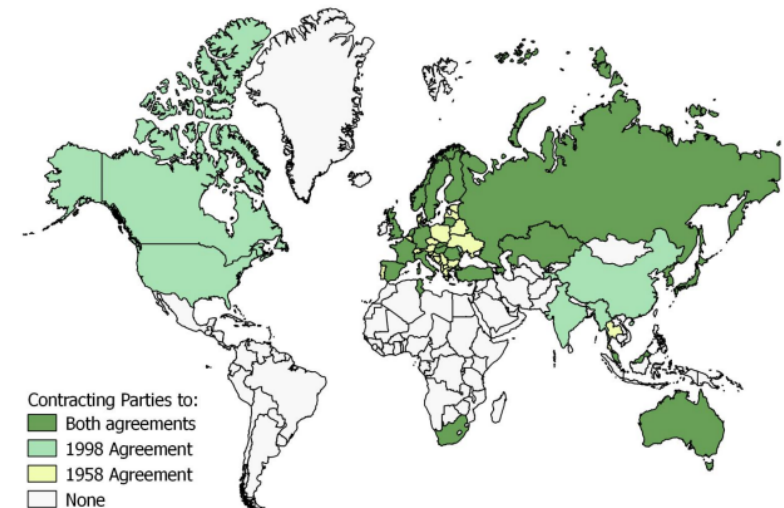 Contracting Parties to:
Both agreements
1998 Agreement
1958 Agreement
None